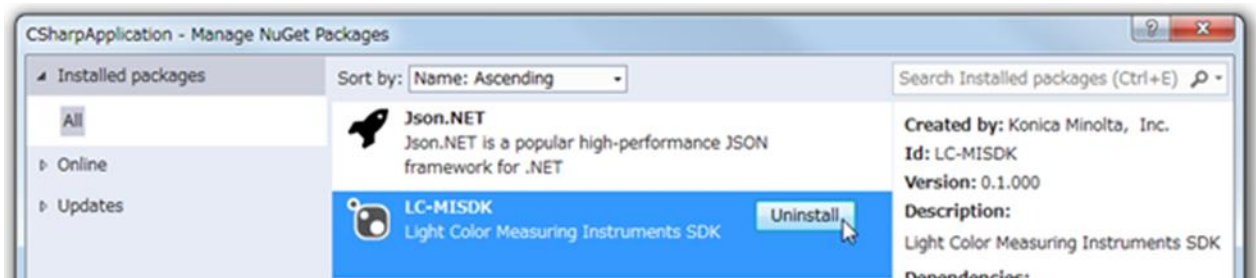 CSharpApplication - Manage NuGet Packages
Installed packages
All
Online
Updates
Sort by: Name: Ascending
Json.NET
Json.NET is a popular high-performance JSON
framework for .NET
LC-MISDK
Light Color Measuring Instruments SDK
Uninstall
Search Installed packages (Ctrl+E)
Created by: Konica Minolta, Inc.
Id: LC-MISDK
Version: 0.1.000
Description:
Light Color Measuring Instruments SDK
Dependencies: